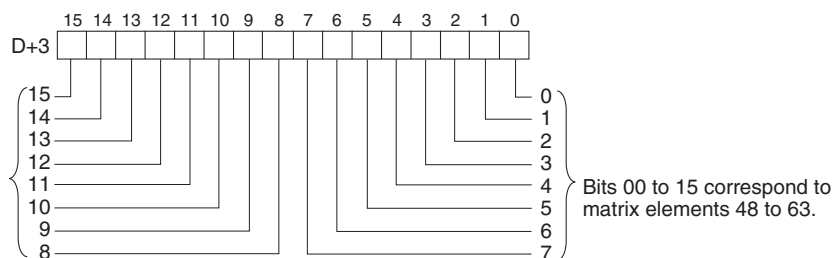 15 14 13 12 11 10 9 8 7 6 5 4 3 2 1 0
D+3
15 0
14 1
13 2
12 3
11 4
10 5
9 6
8 7
Bits 00 to 15 correspond to
matrix elements 48 to 63.